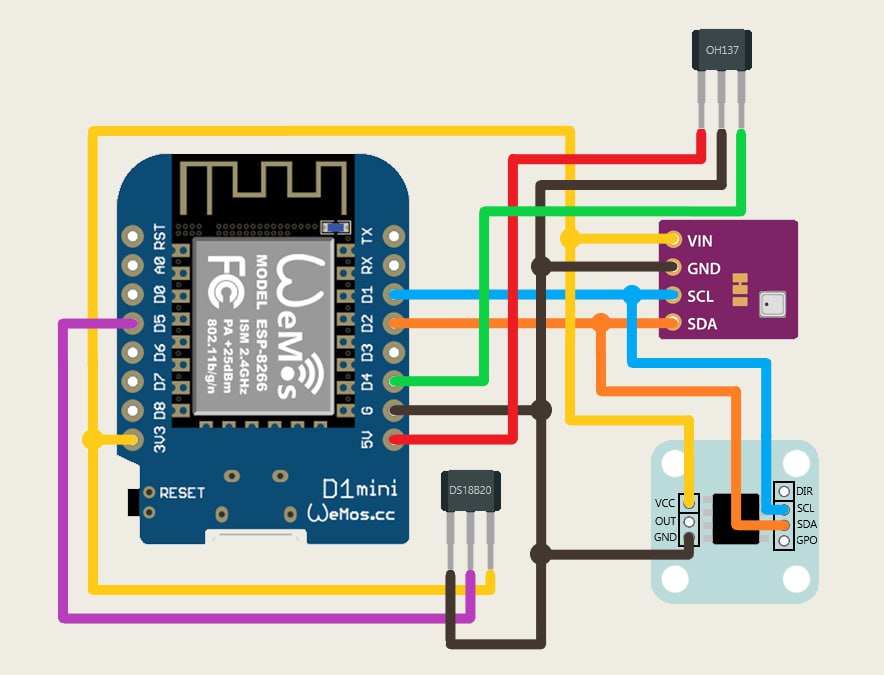 OH137
RST
A0
D0
D5
D6
D7
D8
3V3
TX
RX
D1
D2
D3
D4
G
5V
WeMos
MODEL ESP-8266
FC
ISM 2.4GHz
PA +25dBm
802.11b/g/n
VIN
GND
SCL
SDA
RESET
D1 mini
WeMos.cc
DS18B20
VCC
OUT
GND
DIR
SCL
SDA
GPO